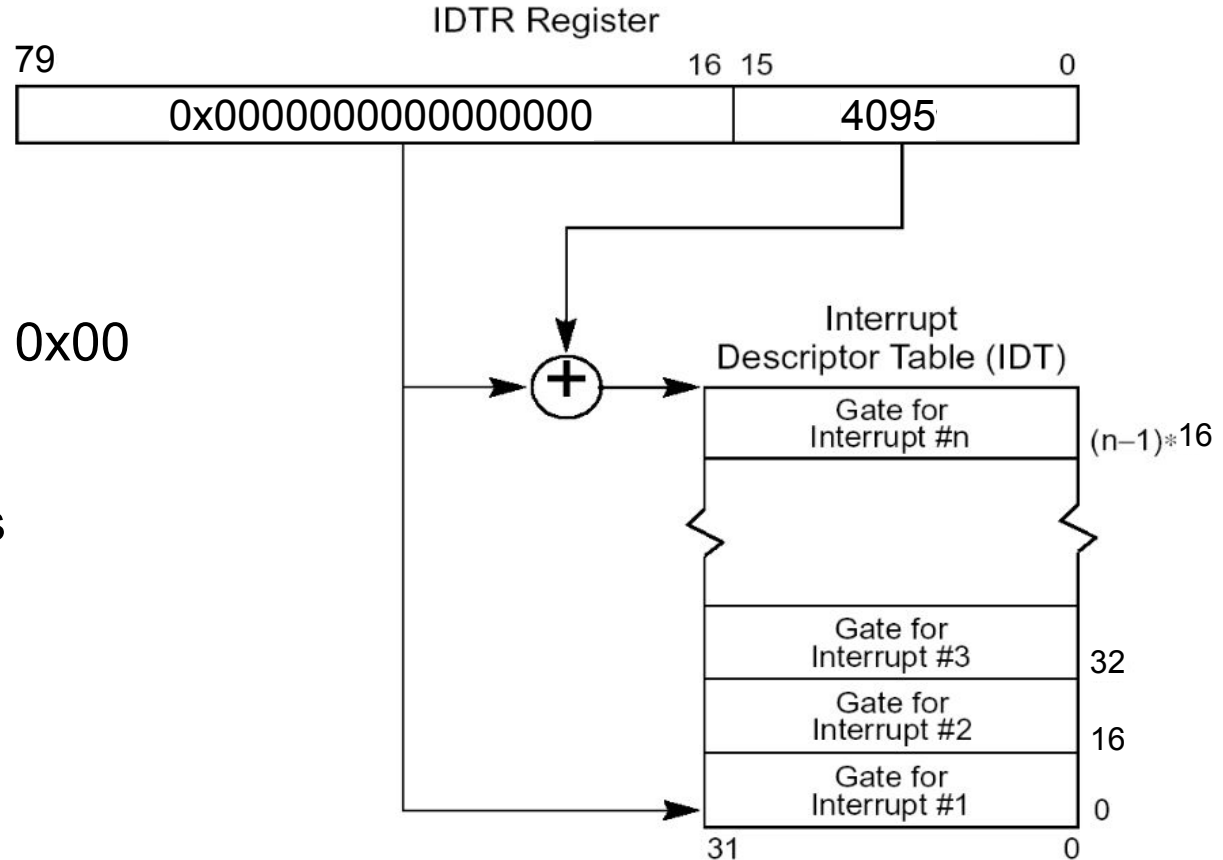 IDTR Register
79
16 15
0
0x0000000000000000
4095
0x00
Interrupt
Descriptor Table (IDT)
+
Gate for
Interrupt #n
(n–1)*16
s
Gate for
Interrupt #3
32
Gate for
Interrupt #2
16
Gate for
Interrupt #1
0
31
0